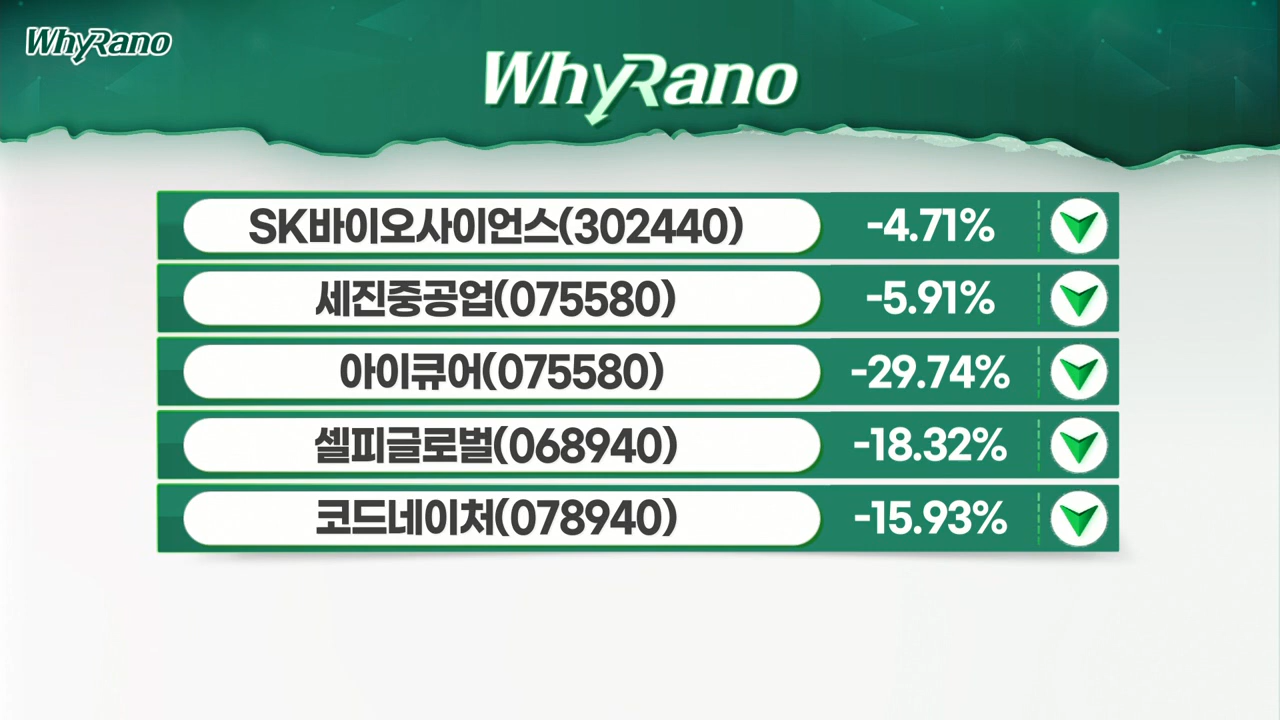 WhyRano
WhyRano
SK바이오사이언스(302440) -4.71%
세진중공업(075580) -5.91%
아이큐어(075580) -29.74%
셀피글로벌(068940) -18.32%
코드네이처(078940) -15.93%